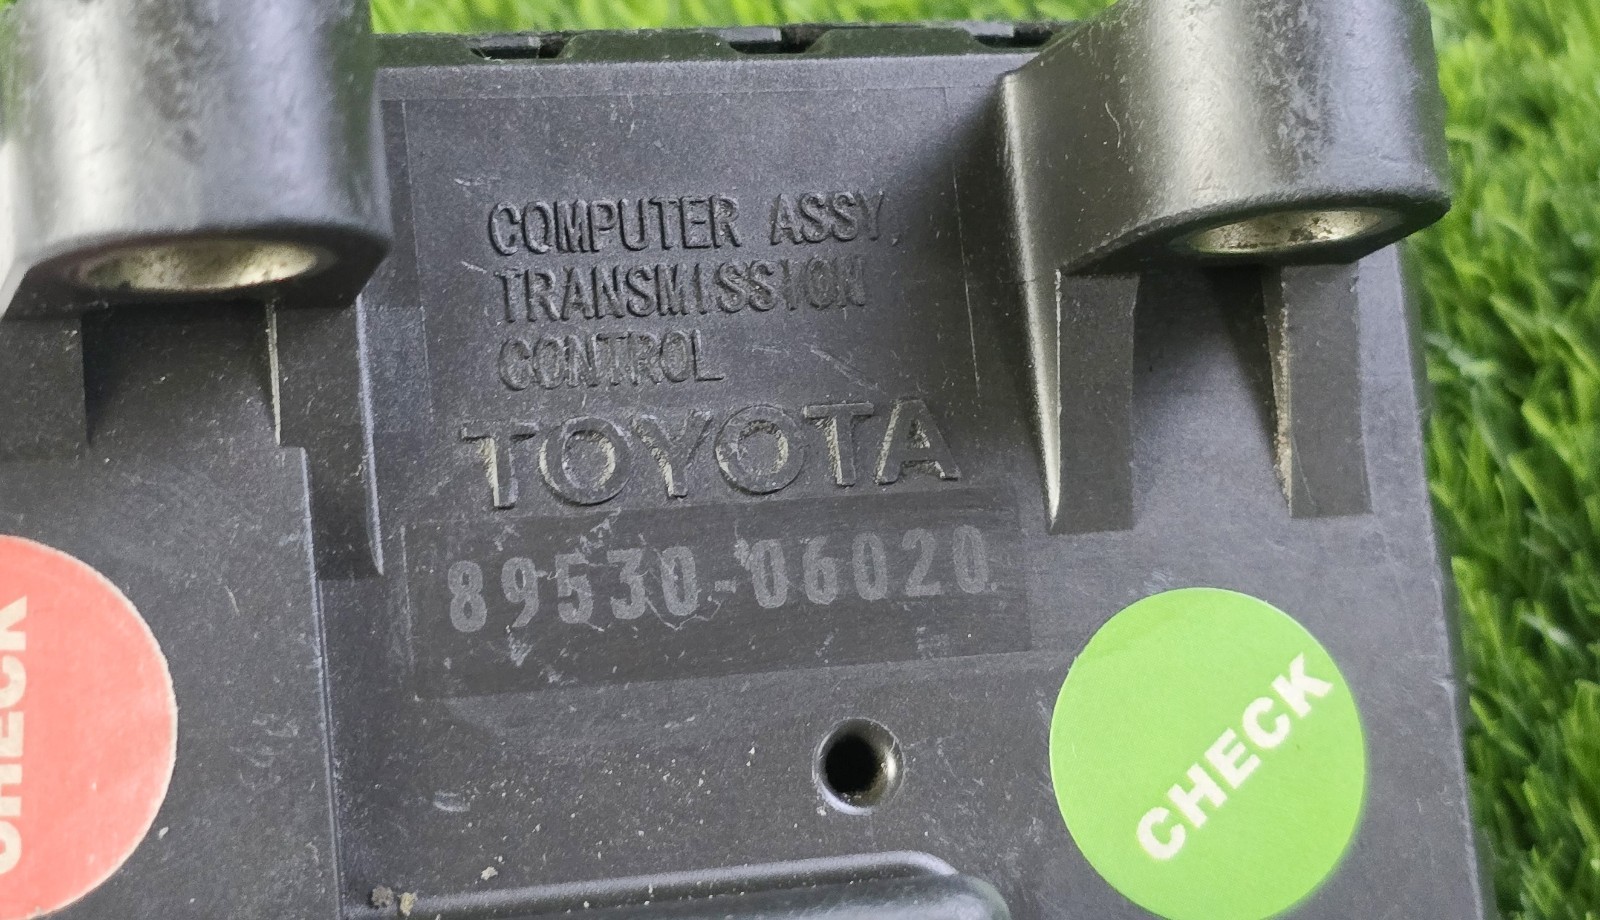 COMPUTER ASSY,
TRANSMISSION
CONTROL
TOYOTA
89530-06020
CHECK
CHECK